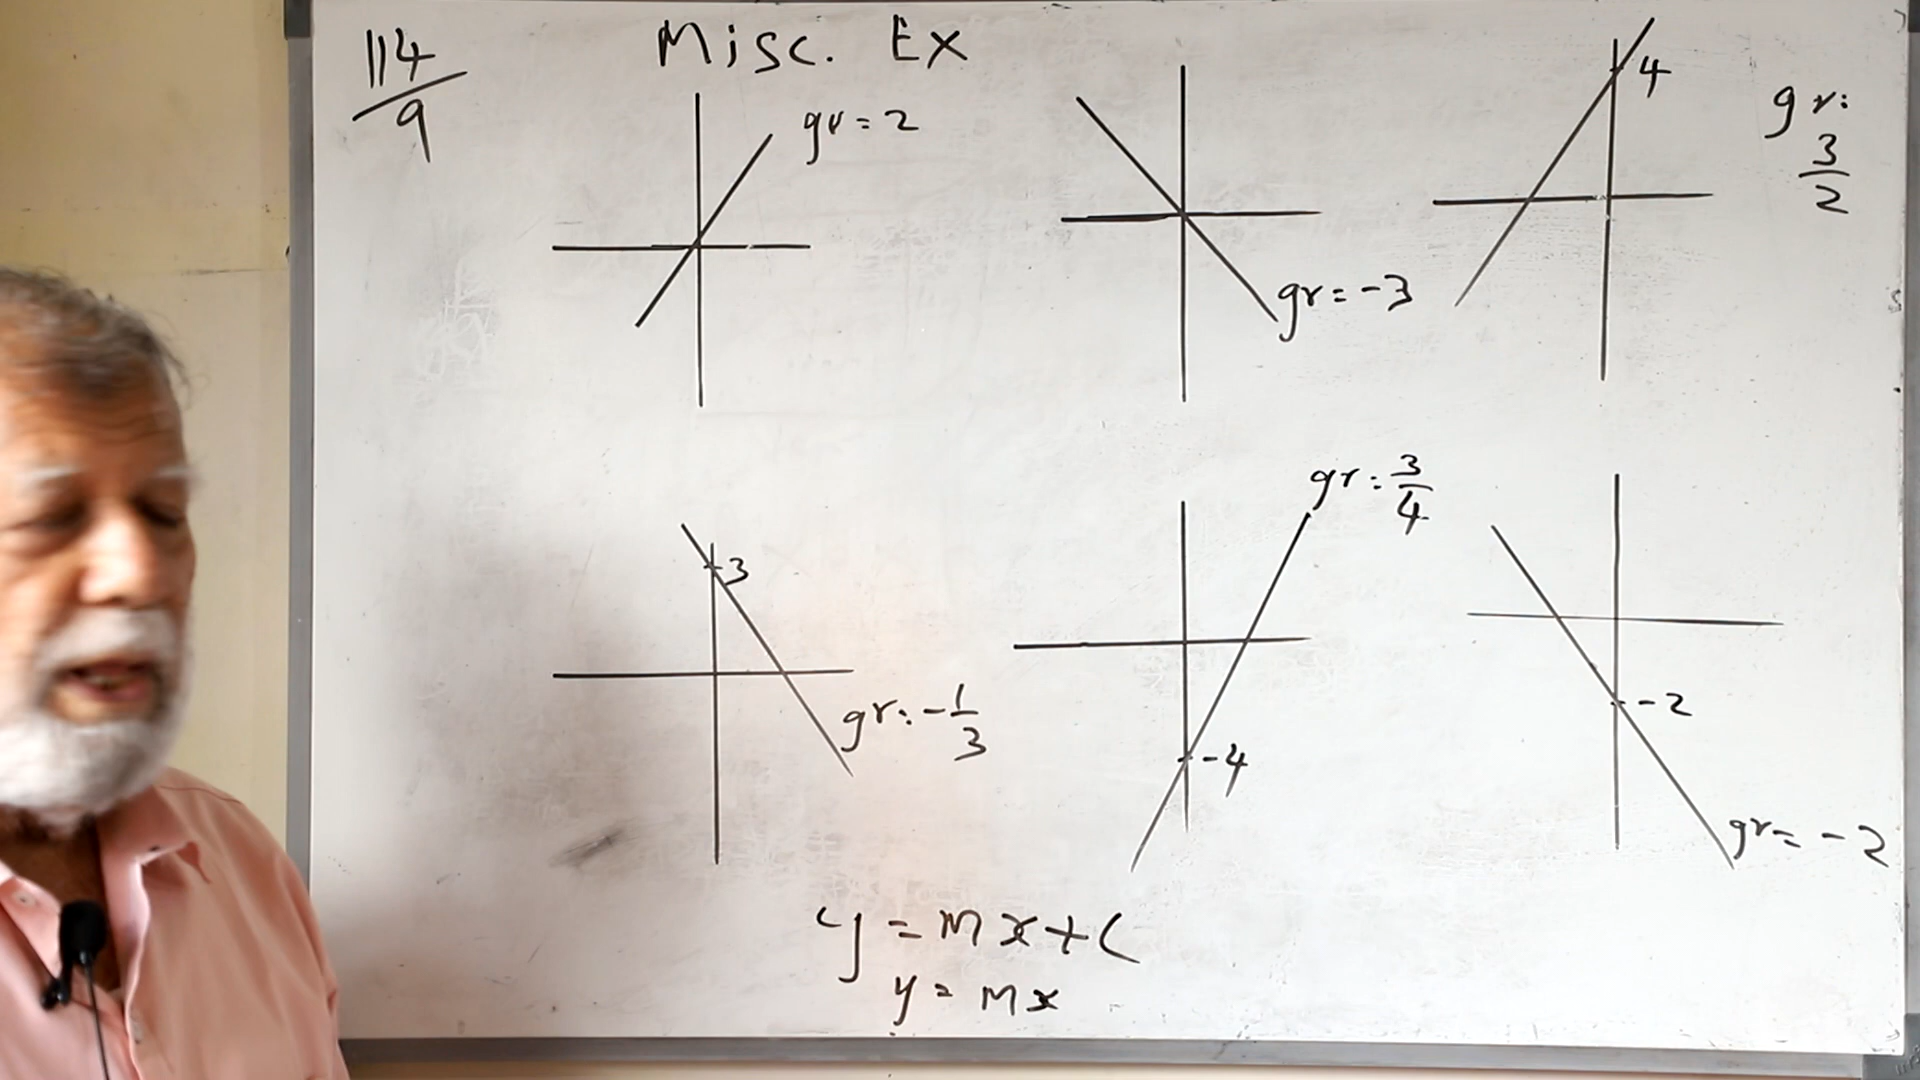 114/9
Misc. Ex
gr = 2
gr = -3
4
gr: 3/2
3
gr: -1/3
gr: 3/4
-4
-2
gr = -2
y = mx+c
y = mx